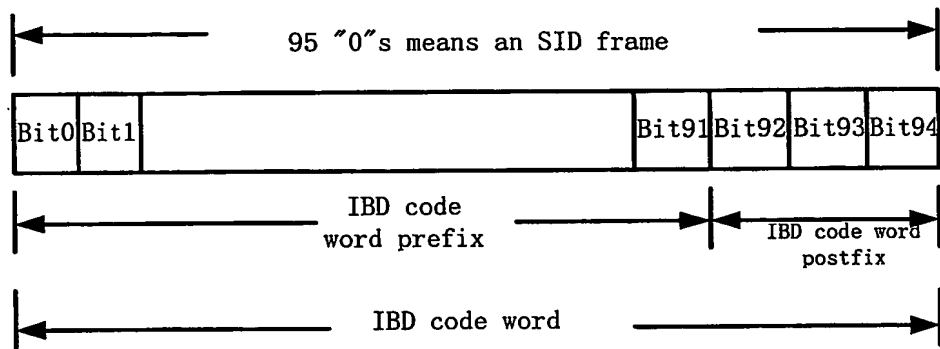 95 "0"s means an SID frame
Bit0 Bit1 Bit91 Bit92 Bit93 Bit94
IBD code
word prefix
IBD code word
postfix
IBD code word